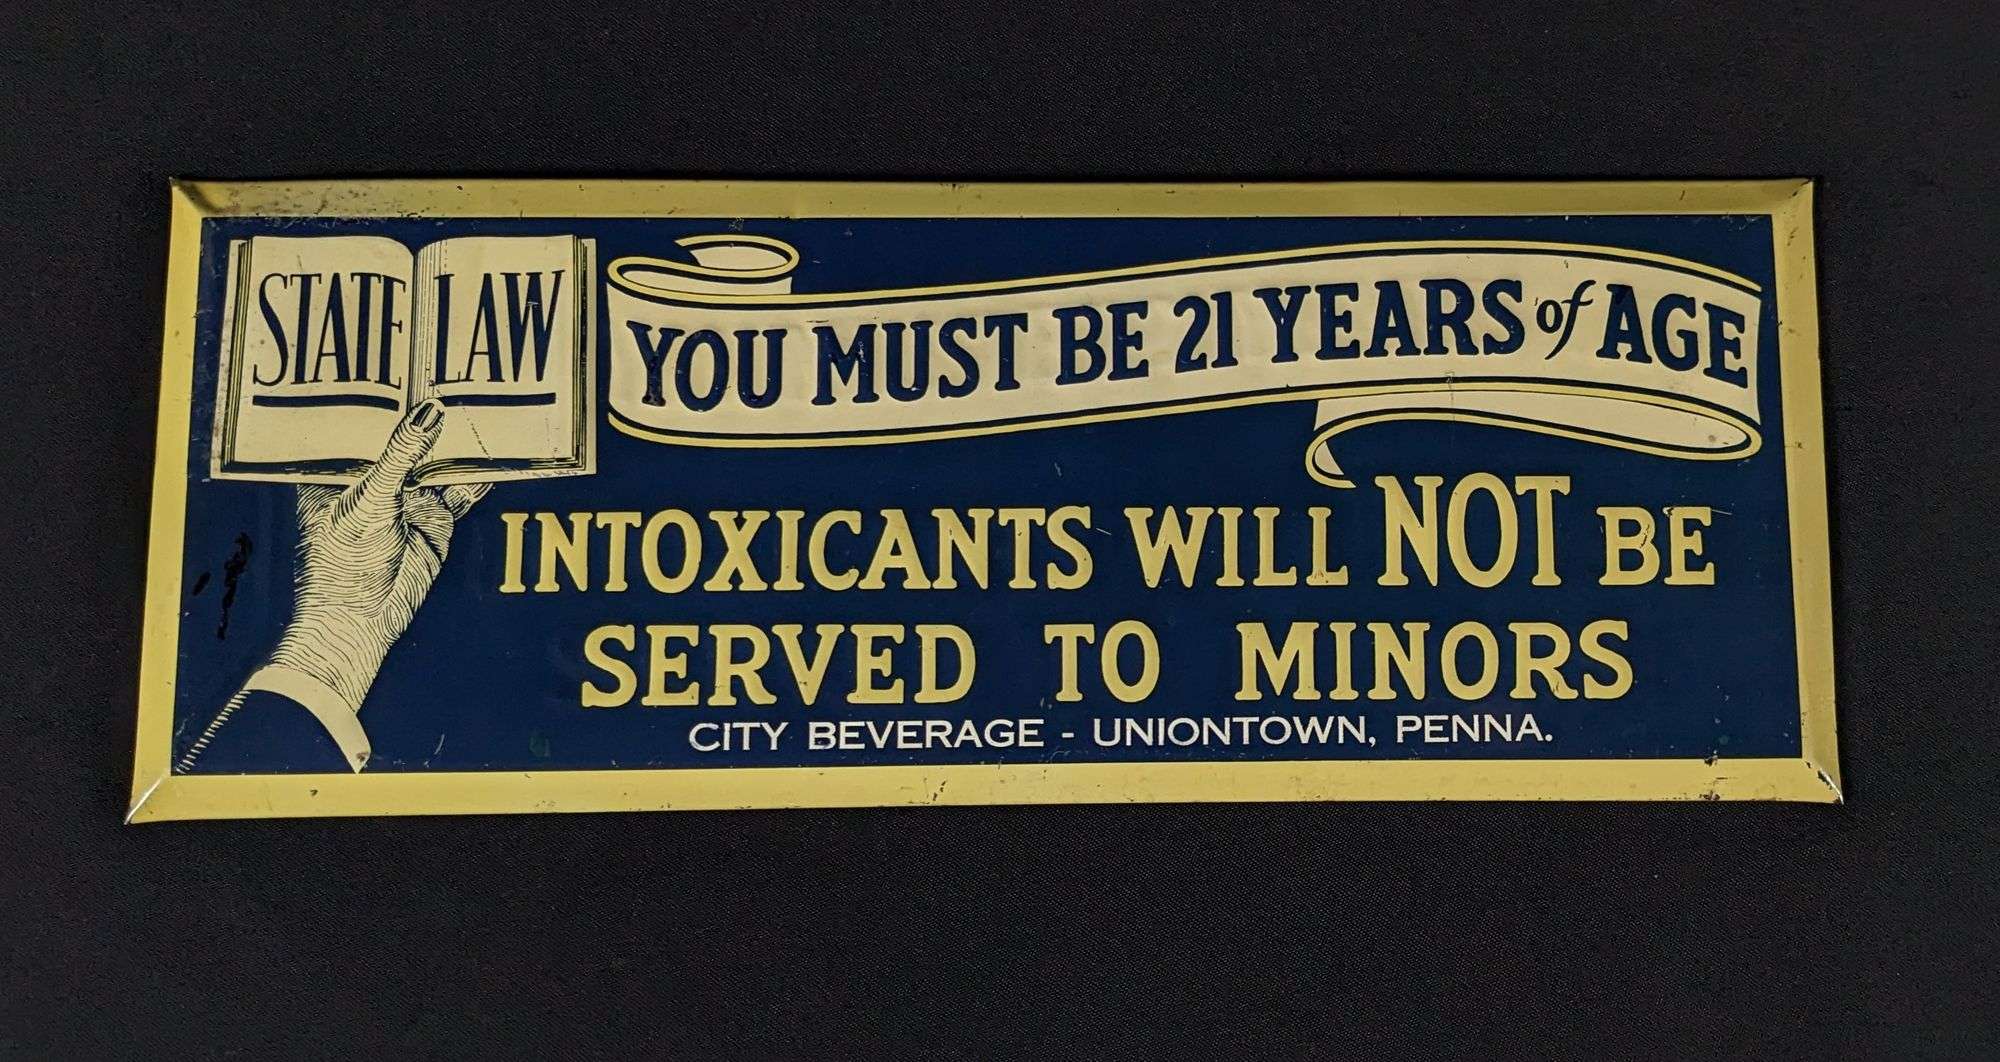 STATE LAW
YOU MUST BE 21 YEARS of AGE
INTOXICANTS WILL NOT BE
SERVED TO MINORS
CITY BEVERAGE - UNIONTOWN, PENNA.